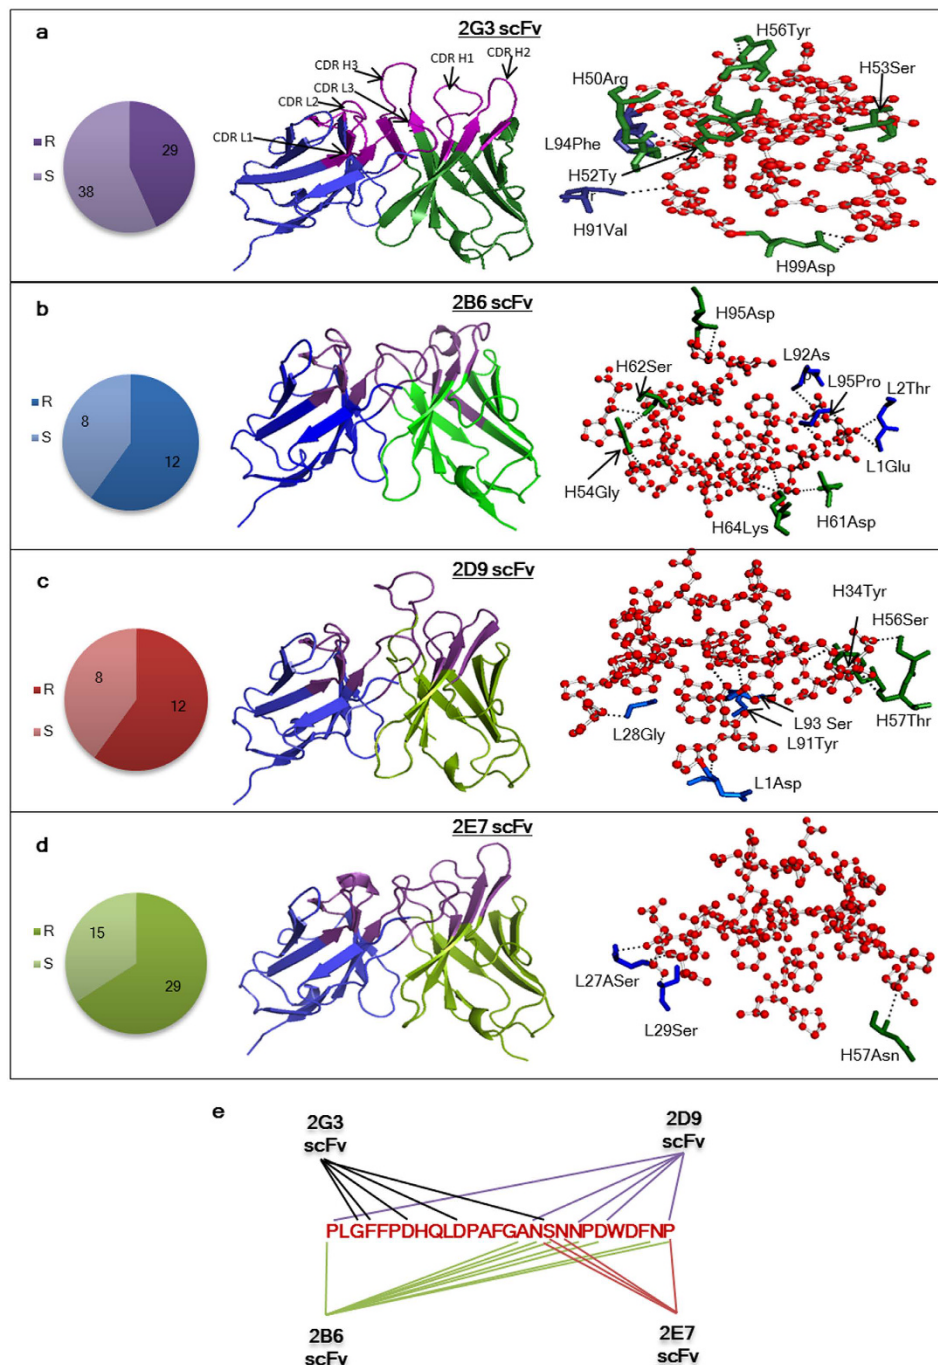 a
2G3 scFv
R
S
29
38
CDR H3
CDR H1
CDR H2
CDR L3
CDR L2
CDR L1
H56Tyr
H50Arg
H53Ser
L94Phe
H52Ty
r
H91Val
H99Asp
b
2B6 scFv
R
S
8
12
H95Asp
L92As
p
H62Ser
L95Pro
L2Thr
H54Gly
L1Glu
H64Lys
H61Asp
c
2D9 scFv
R
S
8
12
H34Tyr
H56Ser
L93 Ser
H57Thr
L28Gly
L91Tyr
L1Asp
d
2E7 scFv
R
S
15
29
L27ASer
L29Ser
H57Asn
e
2G3
scFv
2D9
scFv
PLGFFPDHQLDPAFGANSNNPDWDFNP
2B6
scFv
2E7
scFv